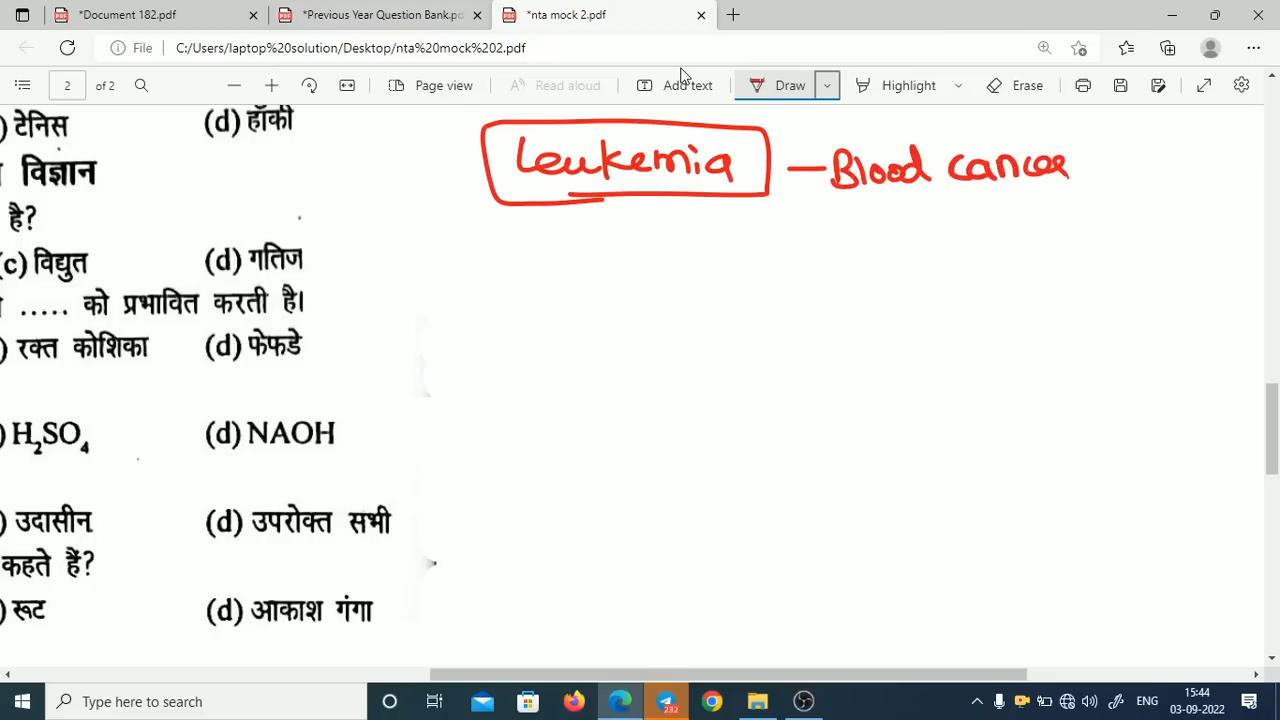 *Document 182.pdf
*Previous Year Question Bank.po
*nta mock 2.pdf
File C:/Users/laptop%20solution/Desktop/nta%20mock%202.pdf
2 of 2 Page view Read aloud Add text Draw Highlight Erase
) टेनिस (d) हॉकी
Leukemia — Blood cancer
विज्ञान
है?
(c) विद्युत (d) गतिज
..... को प्रभावित करती है।
) रक्त कोशिका (d) फेफडे
) H₂SO₄ (d) NAOH
) उदासीन (d) उपरोक्त सभी
कहते हैं?
) रूट (d) आकाश गंगा
Type here to search
232
ENG
15:44
03-09-2022